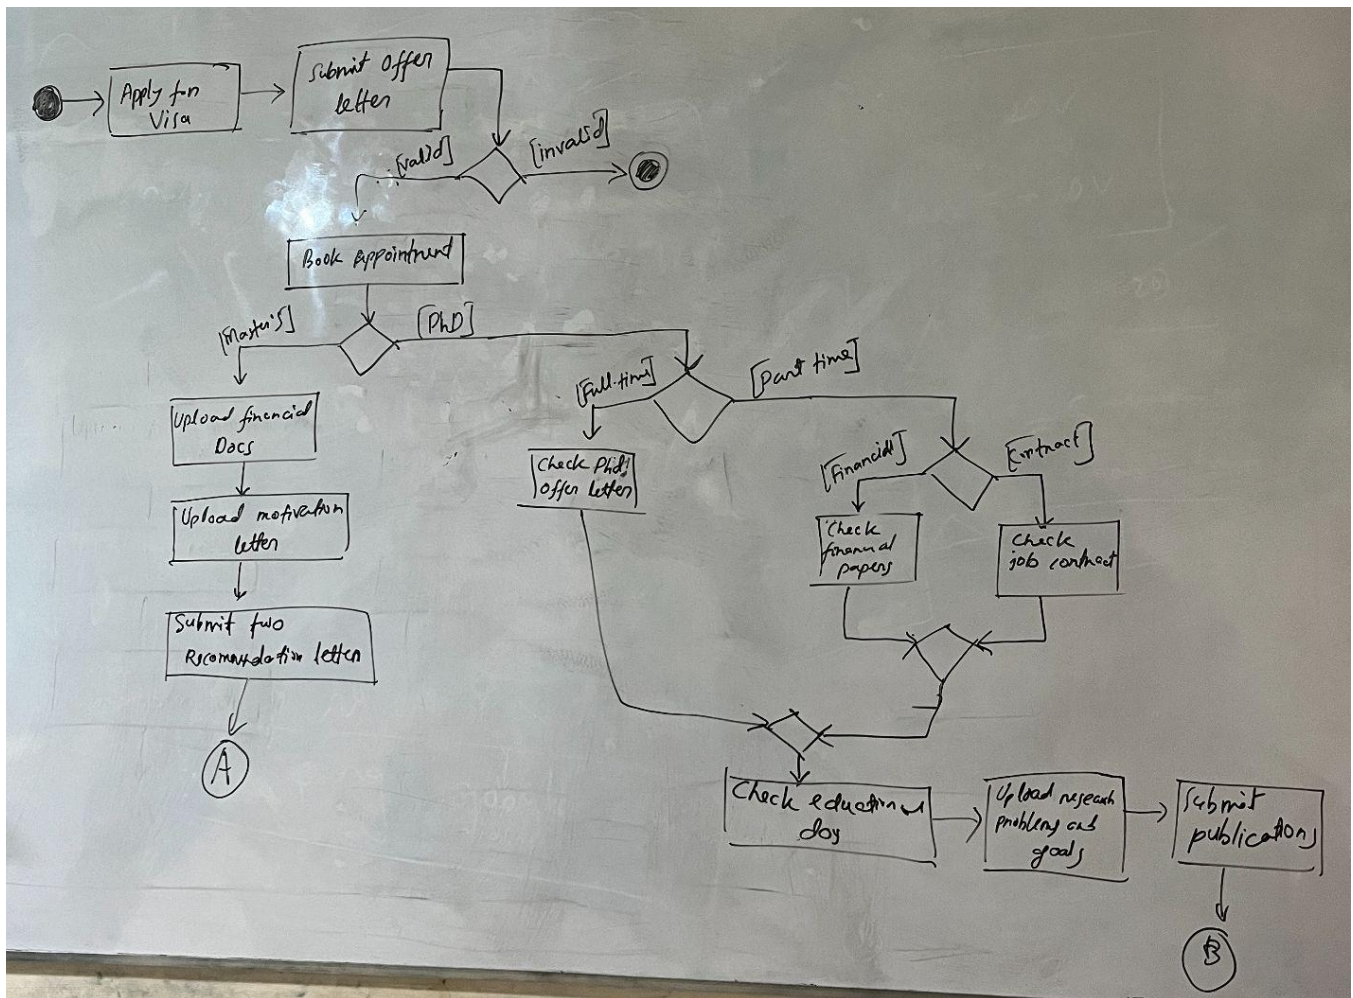 Apply for
Visa
Submit offer
letter
[valid]
[invalid]
Book Appointment
[Master's]
[PhD]
[Full-time]
[part time]
Upload financial
Docs
Check Phd
Offer letter
[Financial]
[Contract]
Upload motivation
letter
Check
financial
papers
Check
job contract
Submit two
Recommendation letter
A
Check
Upload research
problems and
goals
Submit
publications
B